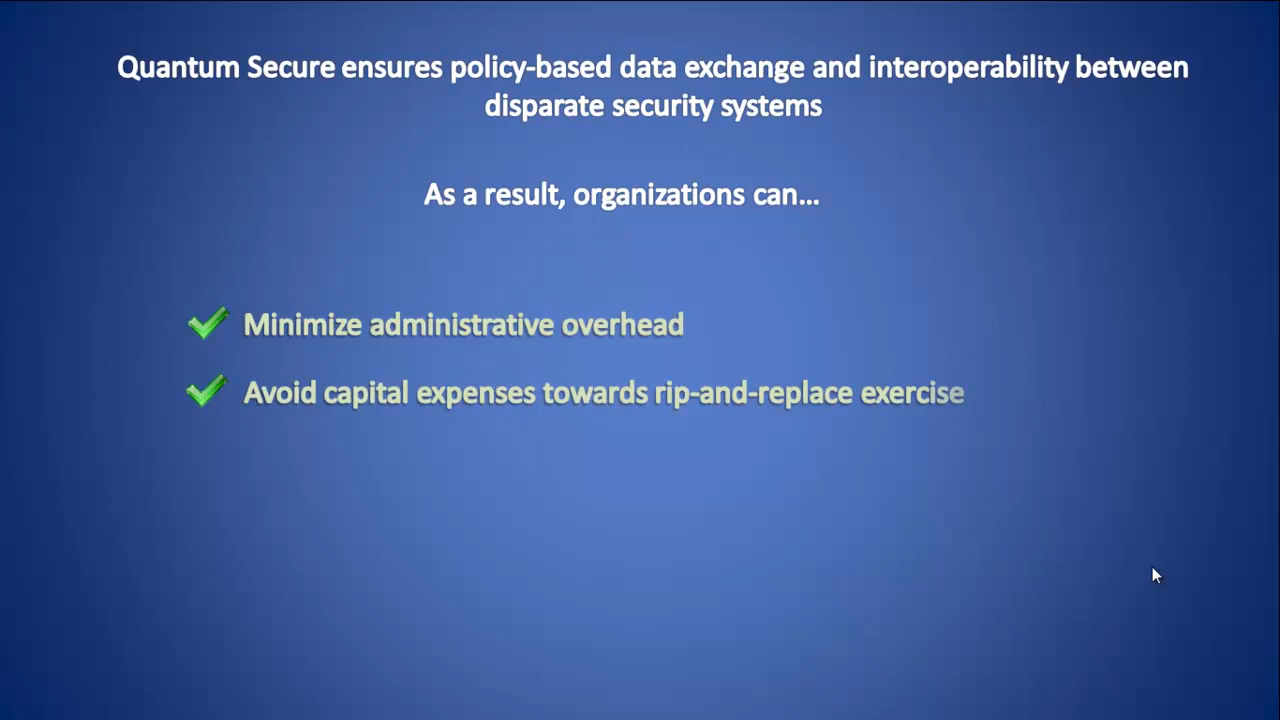 Quantum Secure ensures policy-based data exchange and interoperability between
disparate security systems
As a result, organizations can...
Minimize administrative overhead
Avoid capital expenses towards rip-and-replace exercise